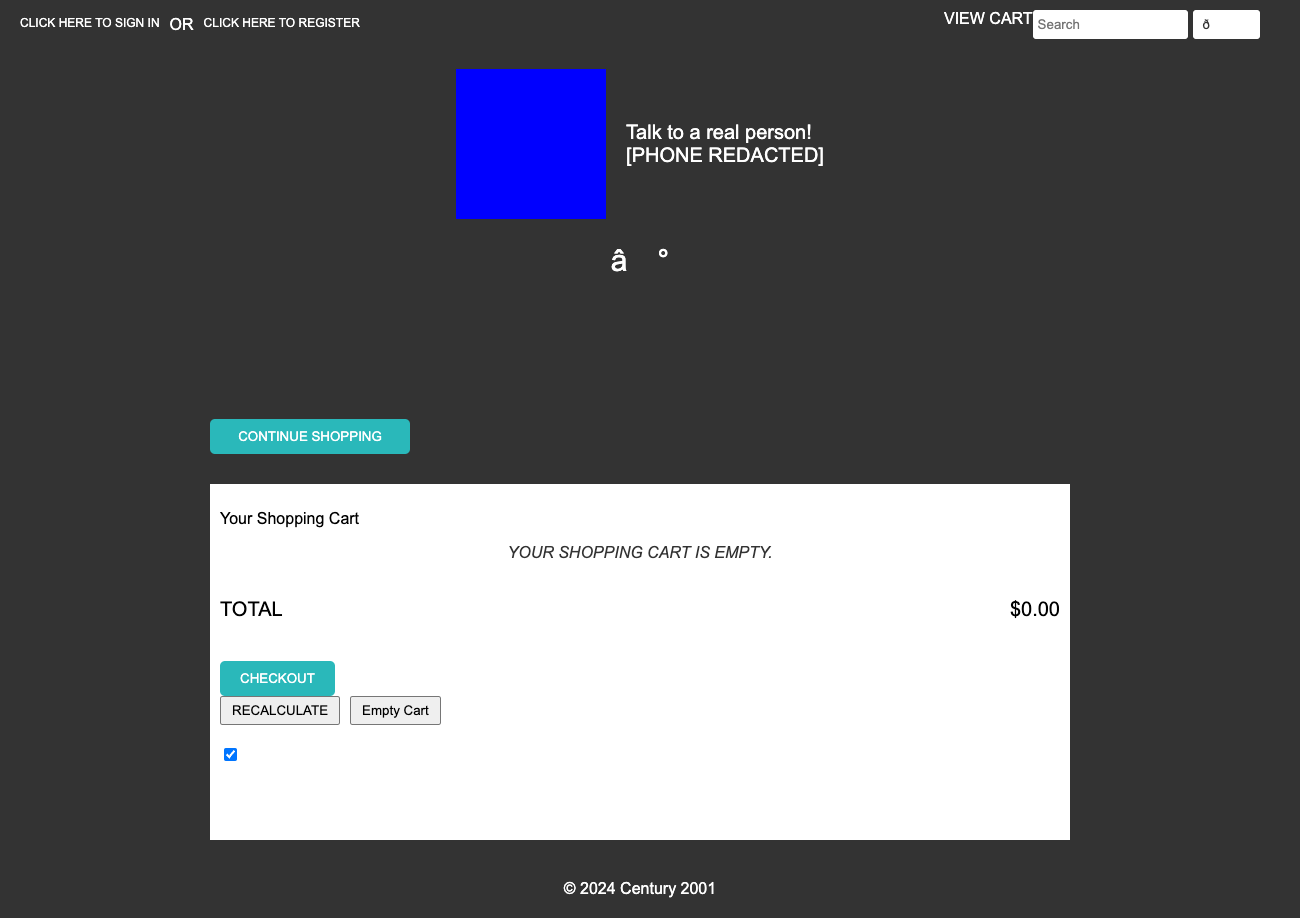 CLICK HERE TO SIGN IN OR CLICK HERE TO REGISTER VIEW CART Search ð
Talk to a real person!
[PHONE REDACTED]
â °
CONTINUE SHOPPING
Your Shopping Cart
YOUR SHOPPING CART IS EMPTY.
TOTAL $0.00
CHECKOUT
RECALCULATE Empty Cart
© 2024 Century 2001